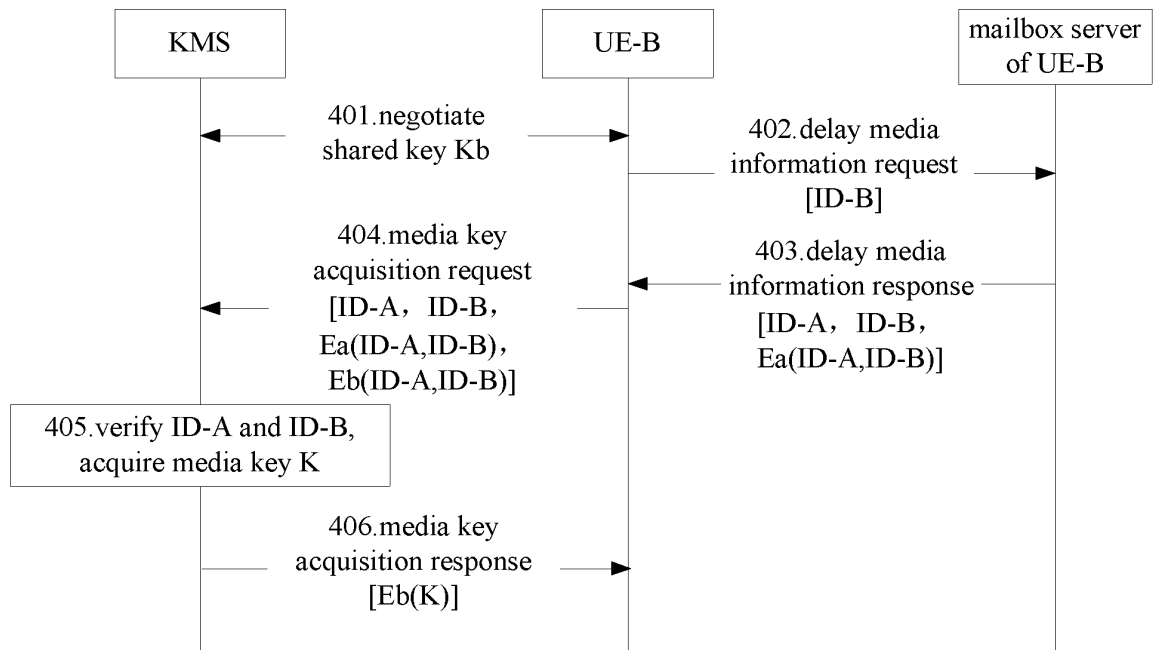 KMS
UE-B
mailbox server
of UE-B
401.negotiate
shared key Kb
402.delay media
information request
[ID-B]
403.delay media
information response
[ID-A，ID-B，
Ea(ID-A,ID-B)]
404.media key
acquisition request
[ID-A，ID-B，
Ea(ID-A,ID-B)，
Eb(ID-A,ID-B)]
405.verify ID-A and ID-B,
acquire media key K
406.media key
acquisition response
[Eb(K)]